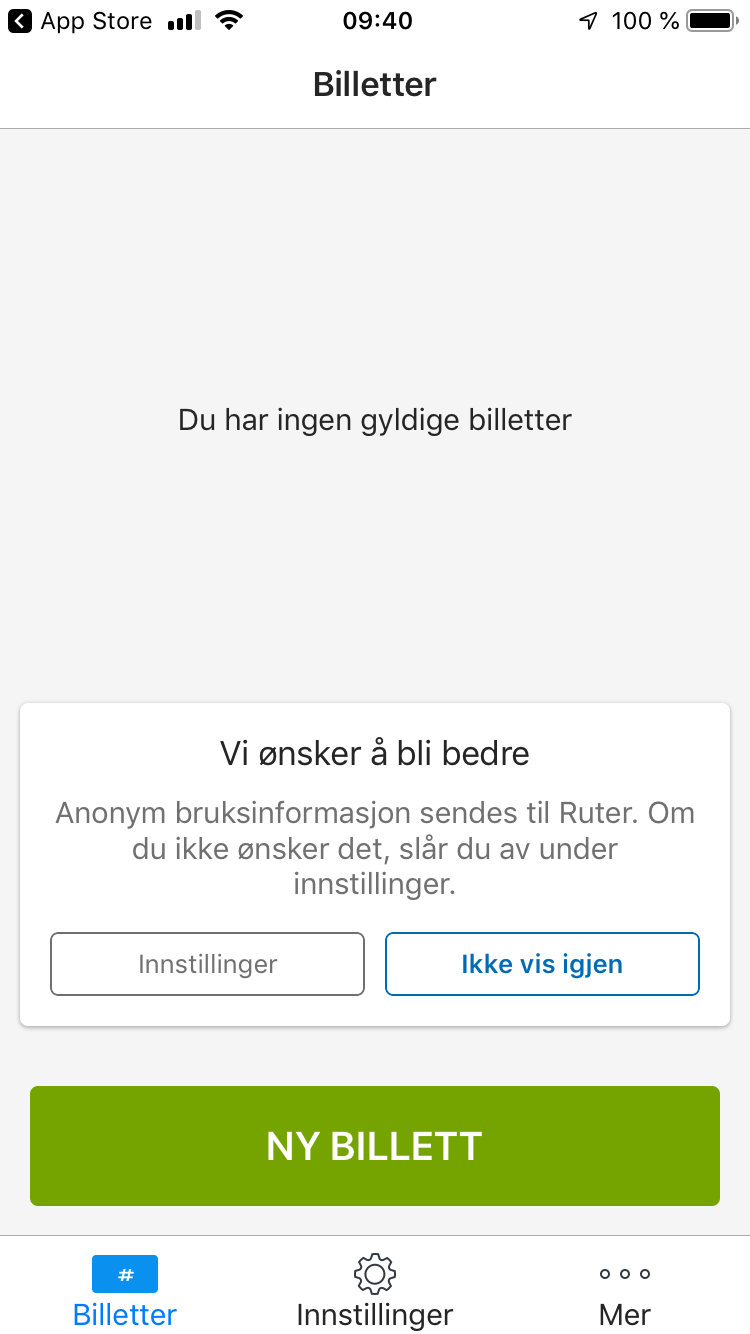 App Store 09:40 100 %
Billetter
Du har ingen gyldige billetter
Vi ønsker å bli bedre
Anonym bruksinformasjon sendes til Ruter. Om
du ikke ønsker det, slår du av under
innstillinger.
Innstillinger Ikke vis igjen
NY BILLETT
#
Billetter Innstillinger Mer